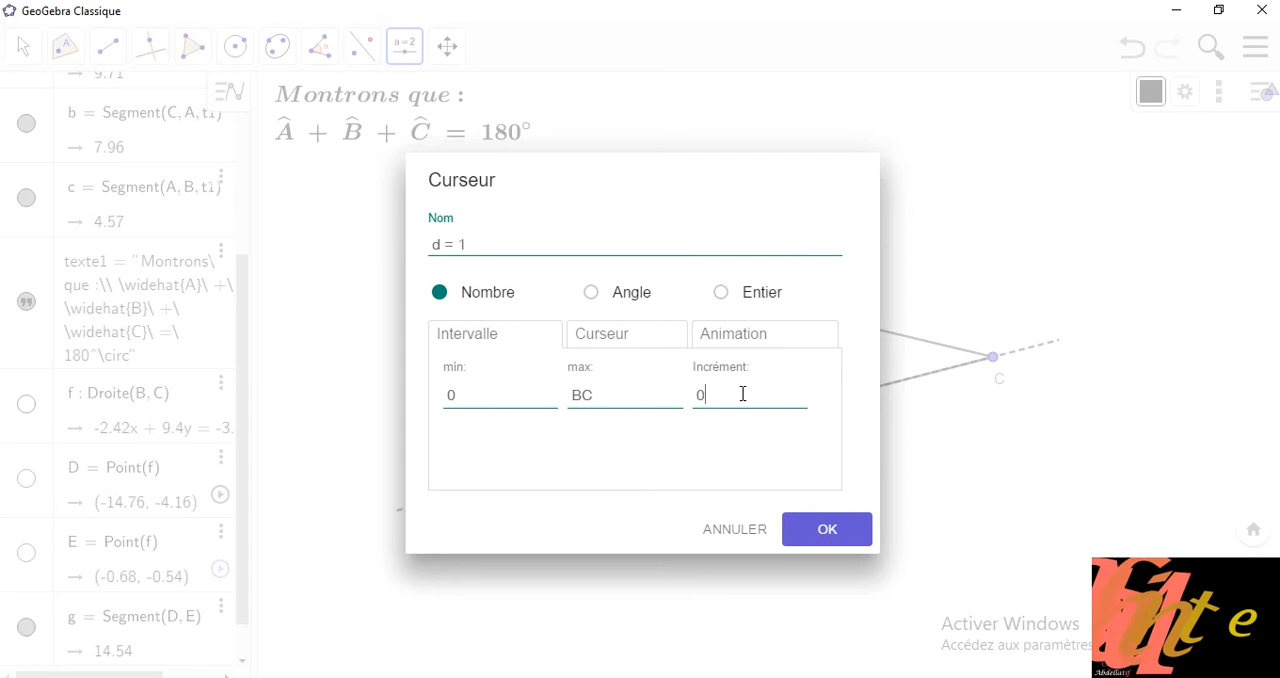 GeoGebra Classique
a=2
→ 9.71
b = Segment(C, A, t1)
→ 7.96
c = Segment(A, B, t1)
→ 4.57
texte1 = "Montrons\
que :\\ \widehat{A}\ +\
\widehat{B}\ +\
\widehat{C}\ =\
180^\circ"
f : Droite(B, C)
→ -2.42x + 9.4y = -3.
D = Point(f)
→ (-14.76, -4.16)
E = Point(f)
→ (-0.68, -0.54)
g = Segment(D, E)
→ 14.54
Montrons que :
Â + B̂ + Ĉ = 180°
Curseur
Nom
d = 1
Nombre Angle Entier
Intervalle Curseur Animation
min: max: Incrément:
0 BC 0
ANNULER OK
C
Activer Windows
Accédez aux paramètres
Abdellatif